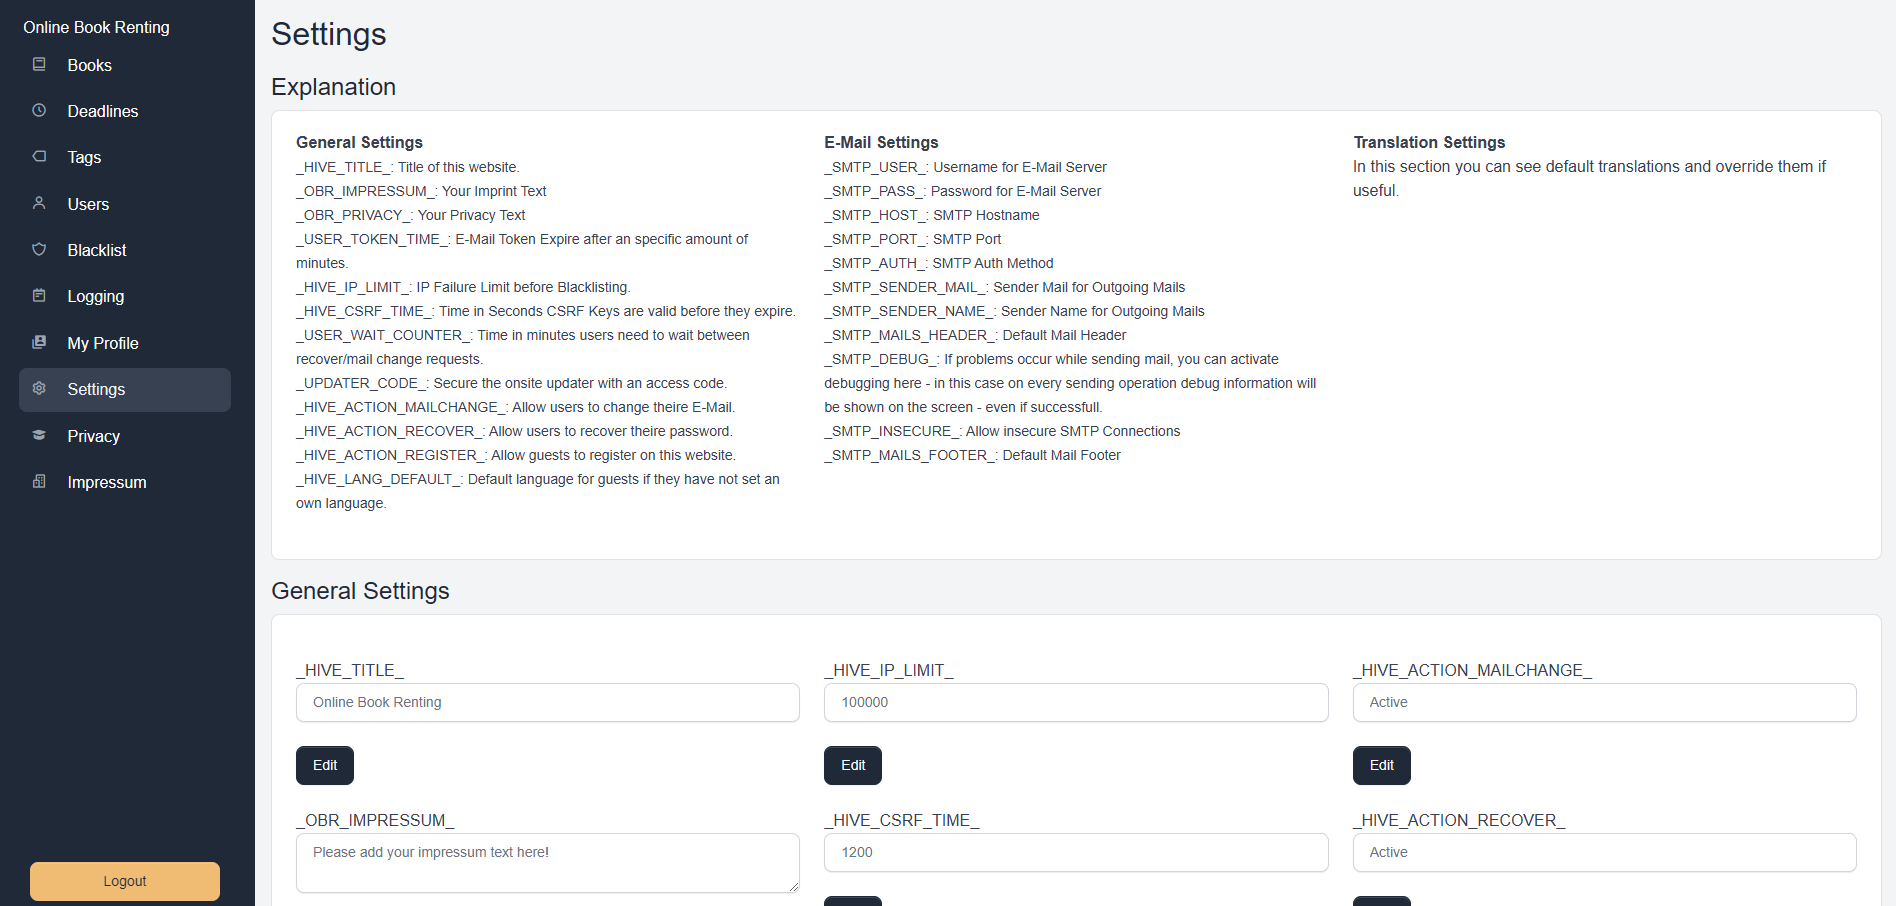 Online Book Renting
Books
Deadlines
Tags
Users
Blacklist
Logging
My Profile
Settings
Privacy
Impressum
Logout
Settings
Explanation
General Settings
_HIVE_TITLE_: Title of this website.
_OBR_IMPRESSUM_: Your Imprint Text
_OBR_PRIVACY_: Your Privacy Text
_USER_TOKEN_TIME_: E-Mail Token Expire after an specific amount of
minutes.
_HIVE_IP_LIMIT_: IP Failure Limit before Blacklisting.
_HIVE_CSRF_TIME_: Time in Seconds CSRF Keys are valid before they expire.
_USER_WAIT_COUNTER_: Time in minutes users need to wait between
recover/mail change requests.
_UPDATER_CODE_: Secure the onsite updater with an access code.
_HIVE_ACTION_MAILCHANGE_: Allow users to change theire E-Mail.
_HIVE_ACTION_RECOVER_: Allow users to recover theire password.
_HIVE_ACTION_REGISTER_: Allow guests to register on this website.
_HIVE_LANG_DEFAULT_: Default language for guests if they have not set an
own language.
E-Mail Settings
_SMTP_USER_: Username for E-Mail Server
_SMTP_PASS_: Password for E-Mail Server
_SMTP_HOST_: SMTP Hostname
_SMTP_PORT_: SMTP Port
_SMTP_AUTH_: SMTP Auth Method
_SMTP_SENDER_MAIL_: Sender Mail for Outgoing Mails
_SMTP_SENDER_NAME_: Sender Name for Outgoing Mails
_SMTP_MAILS_HEADER_: Default Mail Header
_SMTP_DEBUG_: If problems occur while sending mail, you can activate
debugging here - in this case on every sending operation debug information will
be shown on the screen - even if successfull.
_SMTP_INSECURE_: Allow insecure SMTP Connections
_SMTP_MAILS_FOOTER_: Default Mail Footer
Translation Settings
In this section you can see default translations and override them if
useful.
General Settings
_HIVE_TITLE_
Online Book Renting
Edit
_HIVE_IP_LIMIT_
100000
Edit
_HIVE_ACTION_MAILCHANGE_
Active
Edit
_OBR_IMPRESSUM_
Please add your impressum text here!
_HIVE_CSRF_TIME_
1200
_HIVE_ACTION_RECOVER_
Active